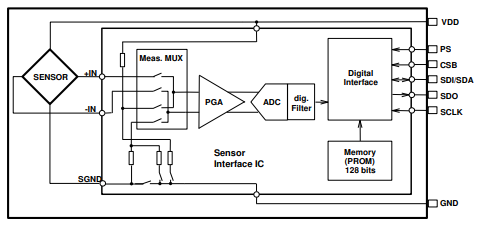 VDD
Meas. MUX
PS
+IN
SENSOR
CSB
Digital
Interface
SDI/SDA
PGA
ADC
dig.
Filter
SDO
-IN
SCLK
Sensor
Interface IC
Memory
(PROM)
128 bits
SGND
GND